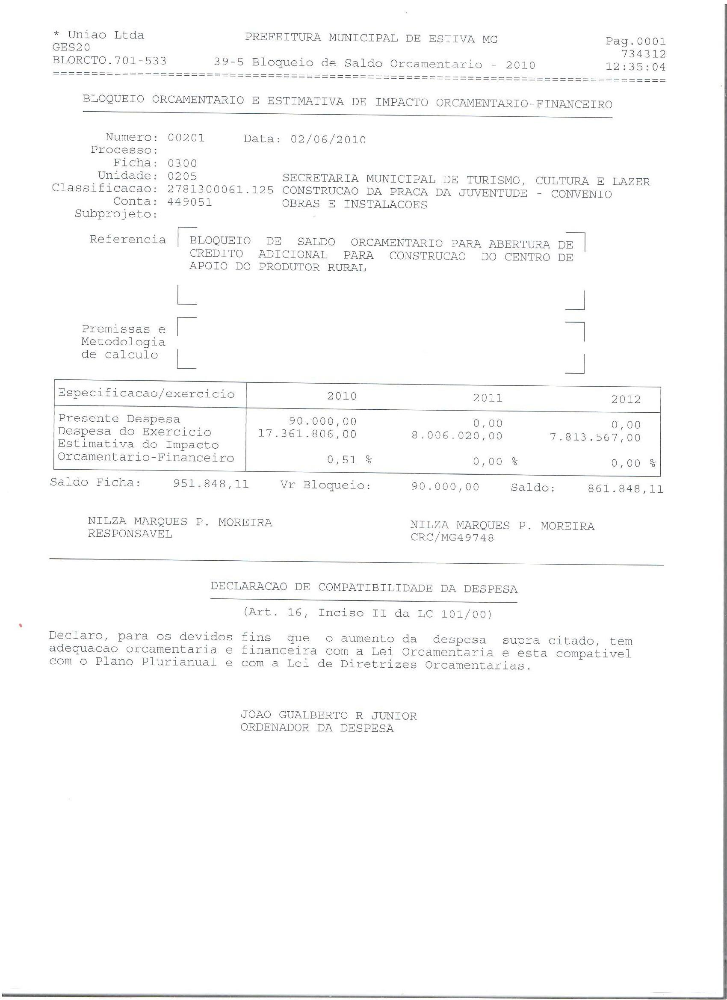 * Uniao Ltda PREFEITURA MUNICIPAL DE ESTIVA MG Pag.0001
GES20 734312
BLORCTO.701-533 39-5 Bloqueio de Saldo Orcamentario - 2010 12:35:04
================================================================================
BLOQUEIO ORCAMENTARIO E ESTIMATIVA DE IMPACTO ORCAMENTARIO-FINANCEIRO
Numero: 00201 Data: 02/06/2010
Processo:
Ficha: 0300
Unidade: 0205 SECRETARIA MUNICIPAL DE TURISMO, CULTURA E LAZER
Classificacao: 2781300061.125 CONSTRUCAO DA PRACA DA JUVENTUDE - CONVENIO
Conta: 449051 OBRAS E INSTALACOES
Subprojeto:
Referencia BLOQUEIO DE SALDO ORCAMENTARIO PARA ABERTURA DE
CREDITO ADICIONAL PARA CONSTRUCAO DO CENTRO DE
APOIO DO PRODUTOR RURAL
Premissas e
Metodologia
de calculo
Especificacao/exercicio 2010 2011 2012
Presente Despesa 90.000,00 0,00 0,00
Despesa do Exercicio 17.361.806,00 8.006.020,00 7.813.567,00
Estimativa do Impacto
Orcamentario-Financeiro 0,51 % 0,00 % 0,00 %
Saldo Ficha: 951.848,11 Vr Bloqueio: 90.000,00 Saldo: 861.848,11
NILZA MARQUES P. MOREIRA NILZA MARQUES P. MOREIRA
RESPONSAVEL CRC/MG49748
DECLARACAO DE COMPATIBILIDADE DA DESPESA
(Art. 16, Inciso II da LC 101/00)
Declaro, para os devidos fins que o aumento da despesa supra citado, tem
adequacao orcamentaria e financeira com a Lei Orcamentaria e esta compativel
com o Plano Plurianual e com a Lei de Diretrizes Orcamentarias.
JOAO GUALBERTO R JUNIOR
ORDENADOR DA DESPESA